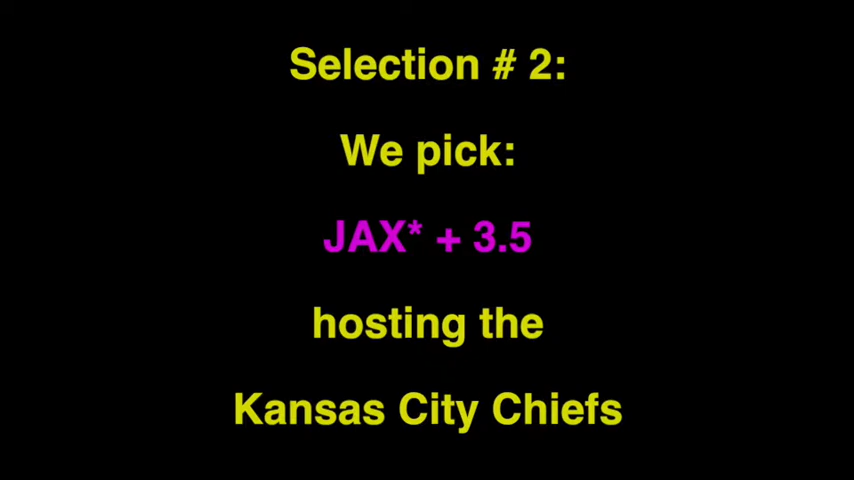 Selection # 2:
We pick:
JAX* + 3.5
hosting the
Kansas City Chiefs